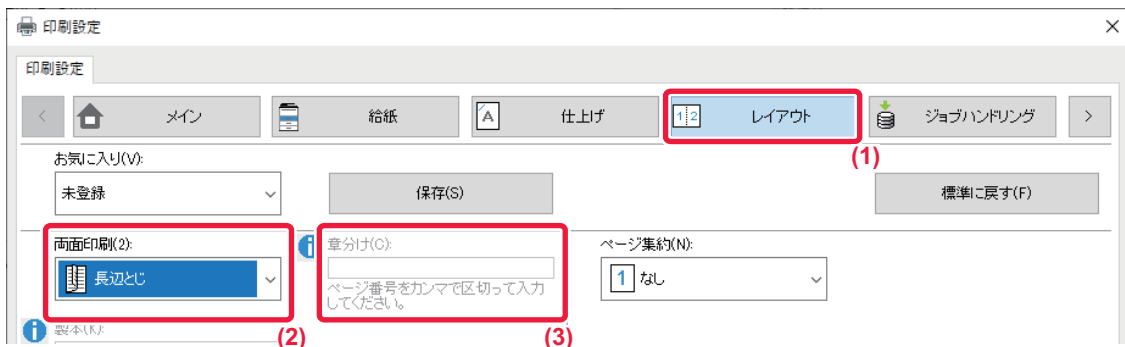 印刷設定
印刷設定
メイン 給紙 仕上げ レイアウト ジョブハンドリング
(1)
お気に入り(V):
未登録 保存(S) 標準に戻す(F)
両面印刷(2): 章分け(C): ページ集約(N):
長辺とじ 1 なし
ページ番号をカンマで区切って入力
してください。
製本(K):
(2) (3)